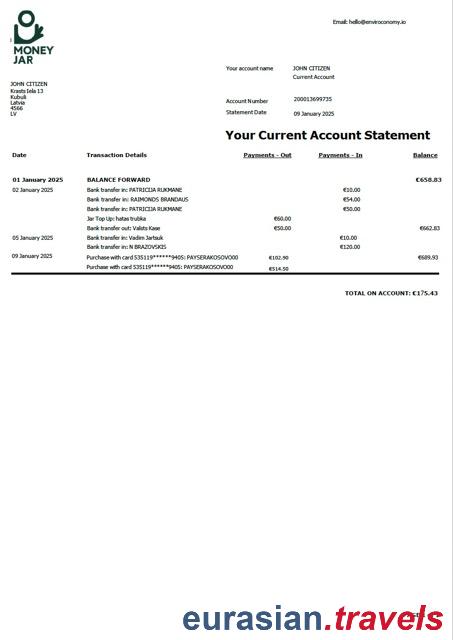 Email: hello@enviroconomy.io
MONEY
JAR
Your account name JOHN CITIZEN
Current Account
JOHN CITIZEN
Krasts Iela 13
Kubuli
Latvia
4566
LV
Account Number 200013699735
Statement Date 09 January 2025
Your Current Account Statement
Date Transaction Details Payments - Out Payments - In Balance
01 January 2025 BALANCE FORWARD €658.83
02 January 2025 Bank transfer in: PATRICIJA RUKMANE €10.00
Bank transfer in: RAIMONDS BRANDAUS €54.00
Bank transfer in: PATRICIJA RUKMANE €50.00
Jar Top Up: hatas trubka €60.00
Bank transfer out: Valsts Kase €50.00 €662.83
05 January 2025 Bank transfer in: Vadim Jartsuk €10.00
Bank transfer in: N BRAZOVSKIS €120.00
09 January 2025 Purchase with card 535119******9405: PAYSERAKOSOVO00 €102.90 €689.93
Purchase with card 535119******9405: PAYSERAKOSOVO00 €514.50
TOTAL ON ACCOUNT: €175.43
eurasian.travels